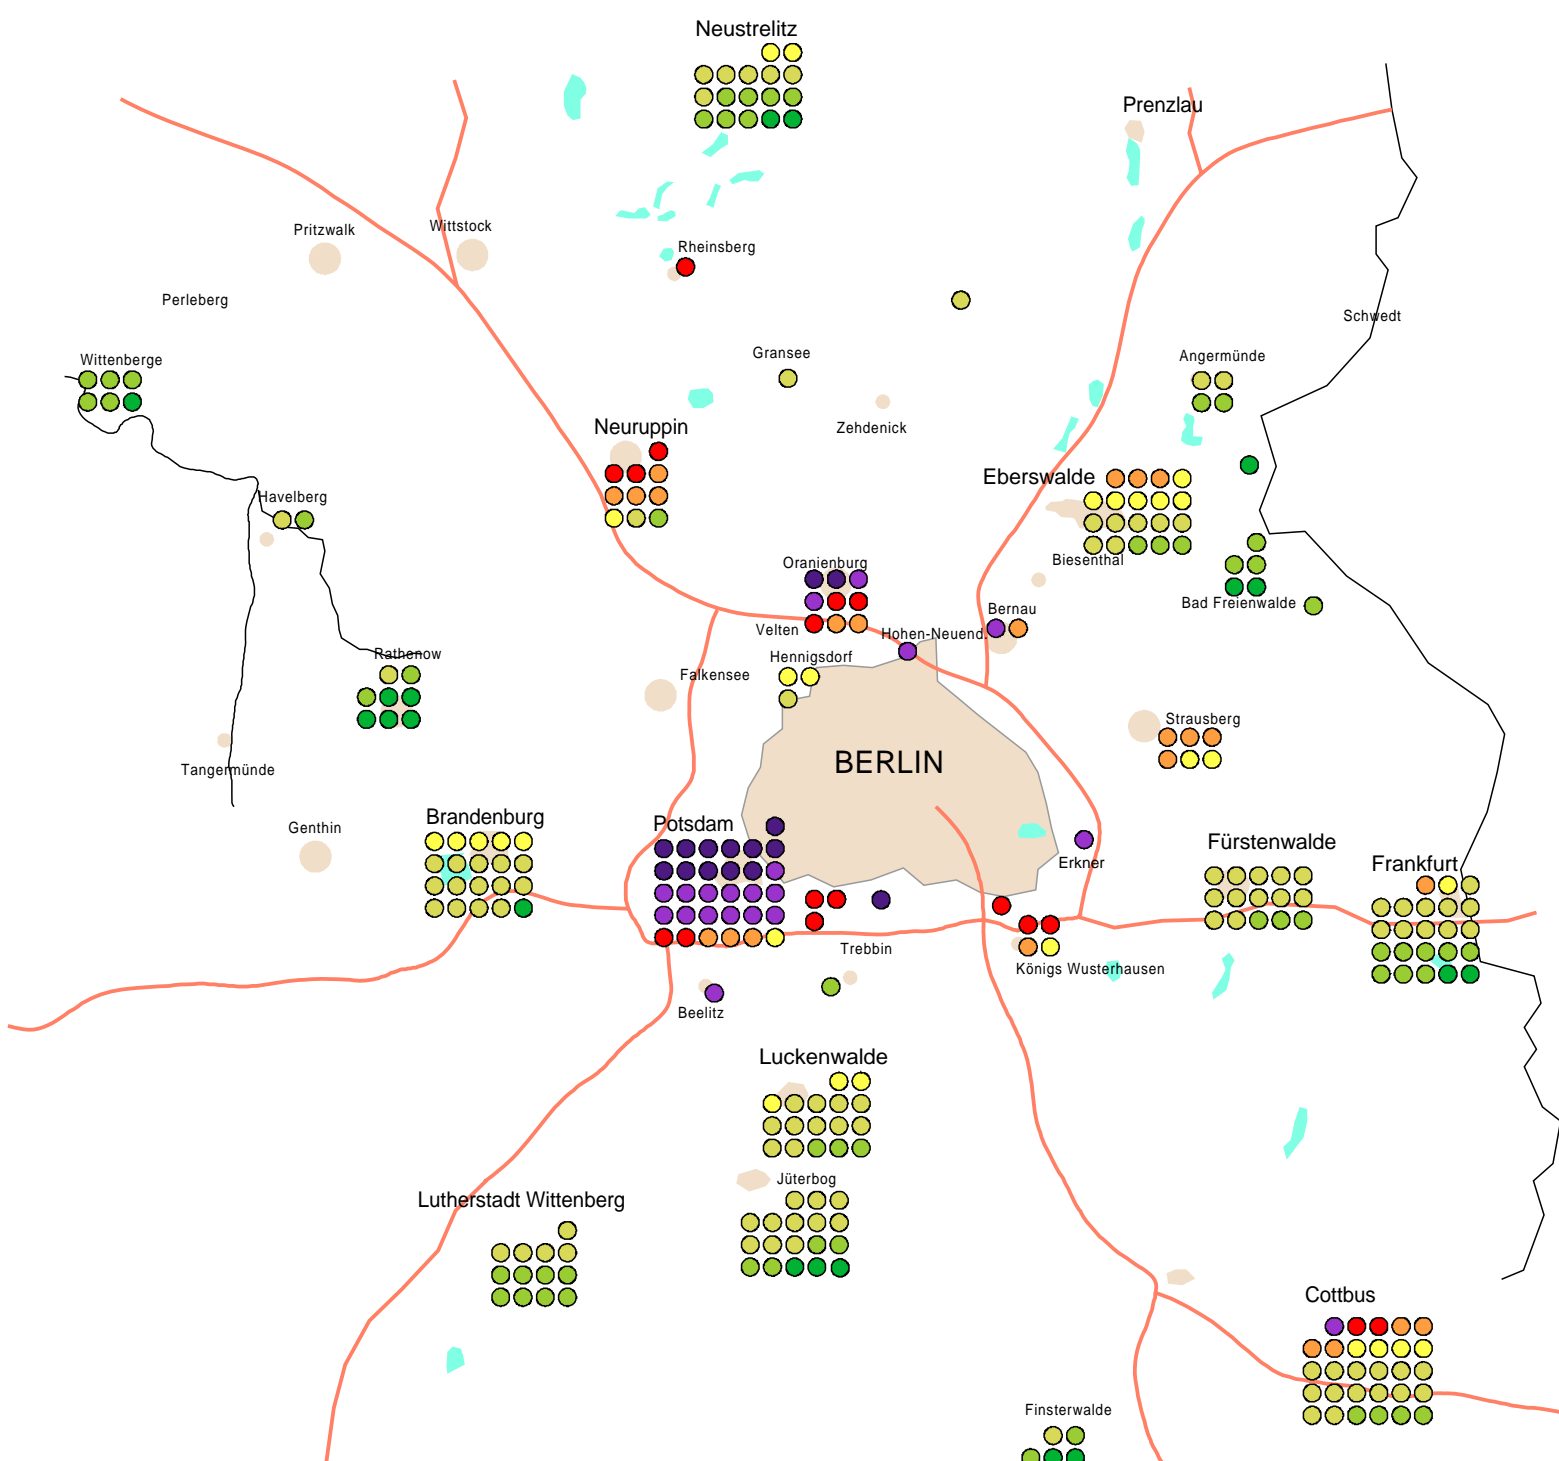 Neustrelitz
Prenzlau
Pritzwalk
Wittstock
Rheinsberg
Perleberg
Schwedt
Wittenberge
Gransee
Angermünde
Neuruppin
Zehdenick
Eberswalde
Havelberg
Oranienburg
Biesenthal
Bad Freienwalde
Bernau
Velten
Hohen-Neuend.
Rathenow
Hennigsdorf
Falkensee
Strausberg
BERLIN
Tangermünde
Brandenburg
Potsdam
Genthin
Fürstenwalde
Erkner
Frankfurt
Trebbin
Königs Wusterhausen
Beelitz
Luckenwalde
Jüterbog
Lutherstadt Wittenberg
Cottbus
Finsterwalde